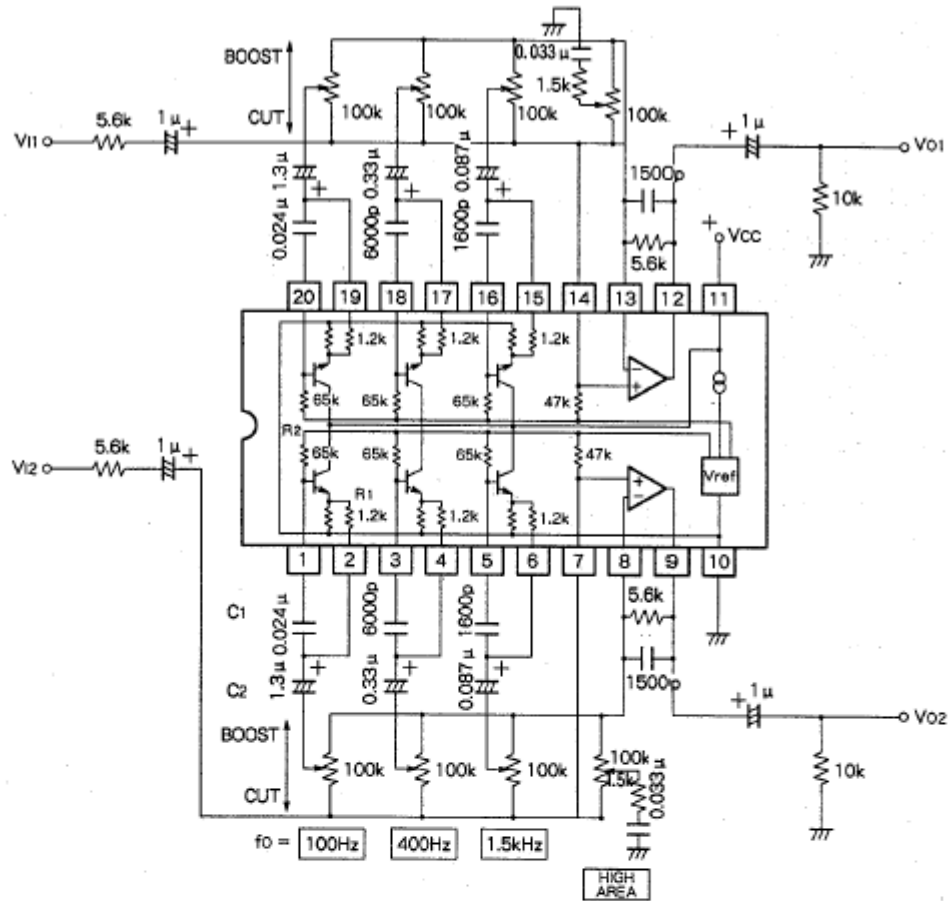 BOOST
CUT
0.033μ
1.5k
100k
100k
100k
100k
VI1
5.6k
1μ
+
1μ
+
VO1
10k
1.3μ
0.024μ
+
0.33μ
6000p
+
0.087μ
1600p
+
1500p
5.6k
+
VCC
20 19 18 17 16 15 14 13 12 11
1.2k 1.2k 1.2k
65k 65k 65k 47k
R2
65k 65k 65k 47k
R1
1.2k 1.2k 1.2k
−
+
+
−
Vref
VI2
5.6k
1μ
+
1 2 3 4 5 6 7 8 9 10
C1
0.024μ
6000p
1600p
5.6k
1500p
C2
1.3μ
+
0.33μ
+
0.087μ
+
+
1μ
VO2
10k
BOOST
CUT
100k
100k
100k
100k
1.5k
0.033μ
fO = 100Hz 400Hz 1.5kHz
HIGH
AREA